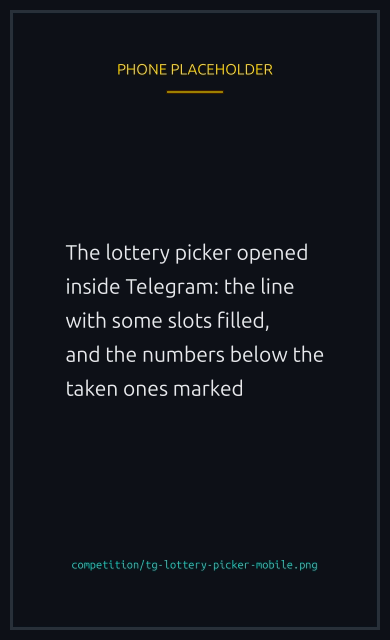 PHONE PLACEHOLDER
The lottery picker opened
inside Telegram: the line
with some slots filled,
and the numbers below the
taken ones marked
competition/tg-lottery-picker-mobile.png